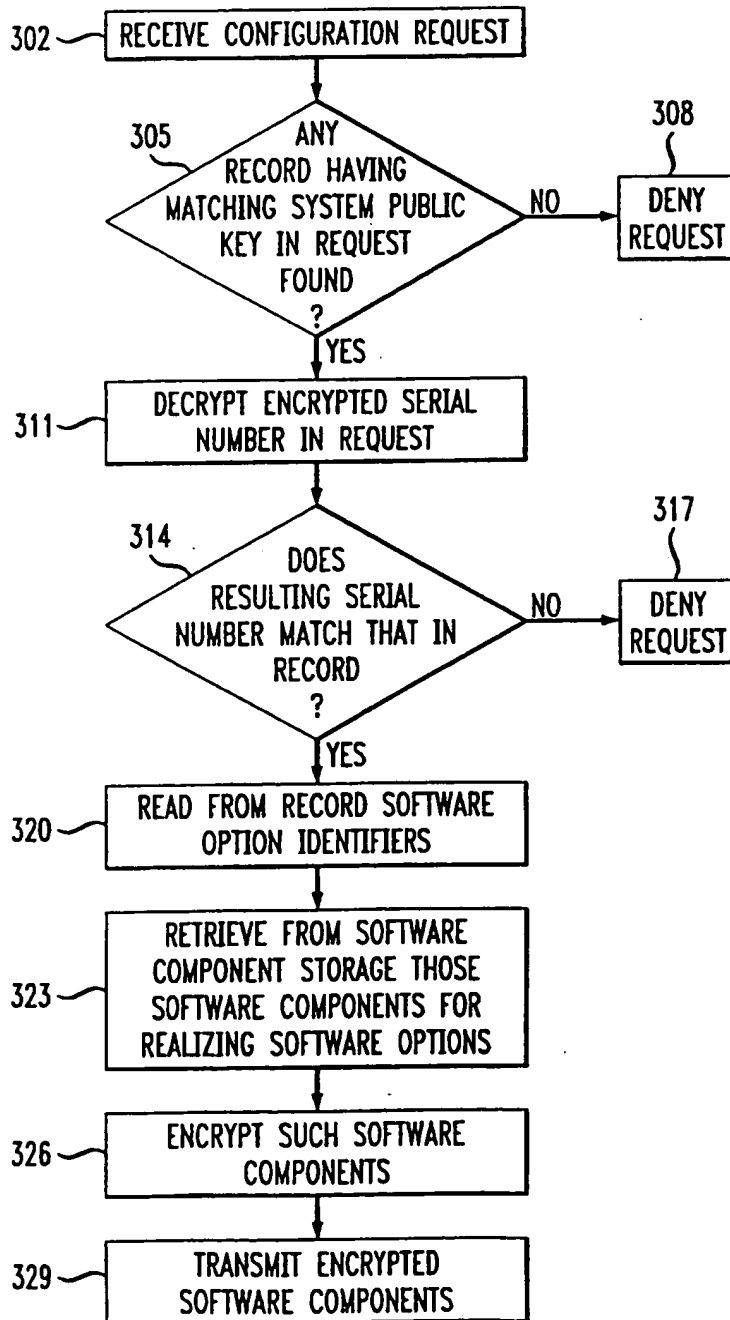 302
RECEIVE CONFIGURATION REQUEST
305
ANY
RECORD HAVING
MATCHING SYSTEM PUBLIC
KEY IN REQUEST
FOUND
?
NO
308
DENY
REQUEST
YES
311
DECRYPT ENCRYPTED SERIAL
NUMBER IN REQUEST
314
DOES
RESULTING SERIAL
NUMBER MATCH THAT IN
RECORD
?
NO
317
DENY
REQUEST
YES
320
READ FROM RECORD SOFTWARE
OPTION IDENTIFIERS
323
RETRIEVE FROM SOFTWARE
COMPONENT STORAGE THOSE
SOFTWARE COMPONENTS FOR
REALIZING SOFTWARE OPTIONS
326
ENCRYPT SUCH SOFTWARE
COMPONENTS
329
TRANSMIT ENCRYPTED
SOFTWARE COMPONENTS